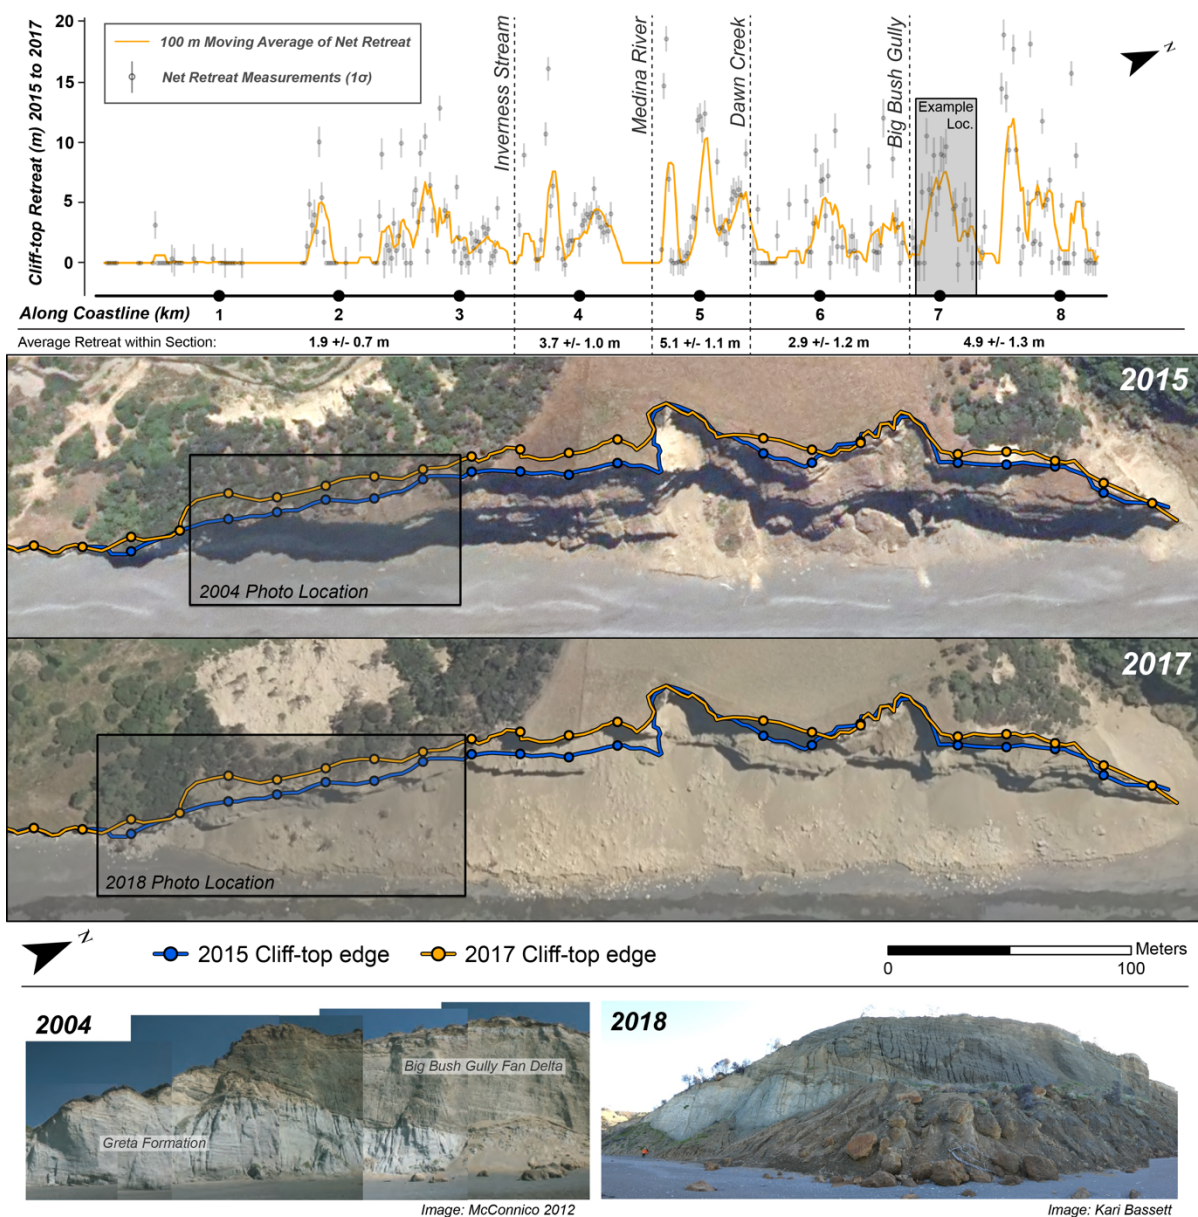 Cliff-top Retreat (m) 2015 to 2017
20
15
10
5
0
100 m Moving Average of Net Retreat
Net Retreat Measurements (1σ)
Inverness Stream
Medina River
Dawn Creek
Big Bush Gully
Example
Loc.
N
Along Coastline (km) 1 2 3 4 5 6 7 8
Average Retreat within Section: 1.9 +/- 0.7 m 3.7 +/- 1.0 m 5.1 +/- 1.1 m 2.9 +/- 1.2 m 4.9 +/- 1.3 m
2015
2004 Photo Location
2017
2018 Photo Location
N
2015 Cliff-top edge 2017 Cliff-top edge
Meters
0 100
2004
Big Bush Gully Fan Delta
Greta Formation
Image: McConnico 2012
2018
Image: Kari Bassett